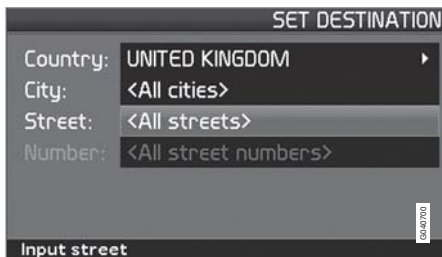 SET DESTINATION
Country: UNITED KINGDOM
City: <All cities>
Street: <All streets>
Number: <All street numbers>
G040700
Input street